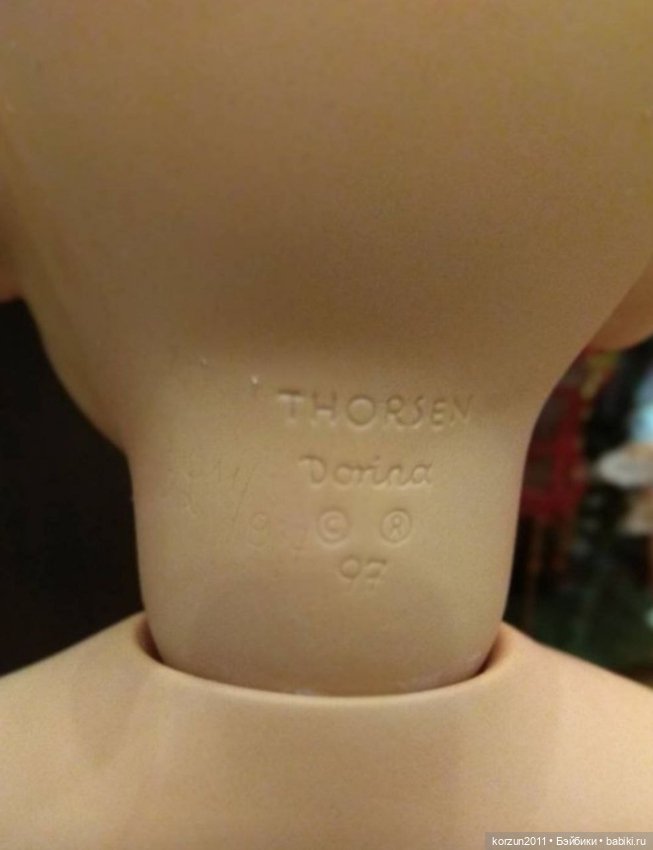 THORSEN
Dorina
© ®
97
korzun2011 • Бэйбики • babiki.ru